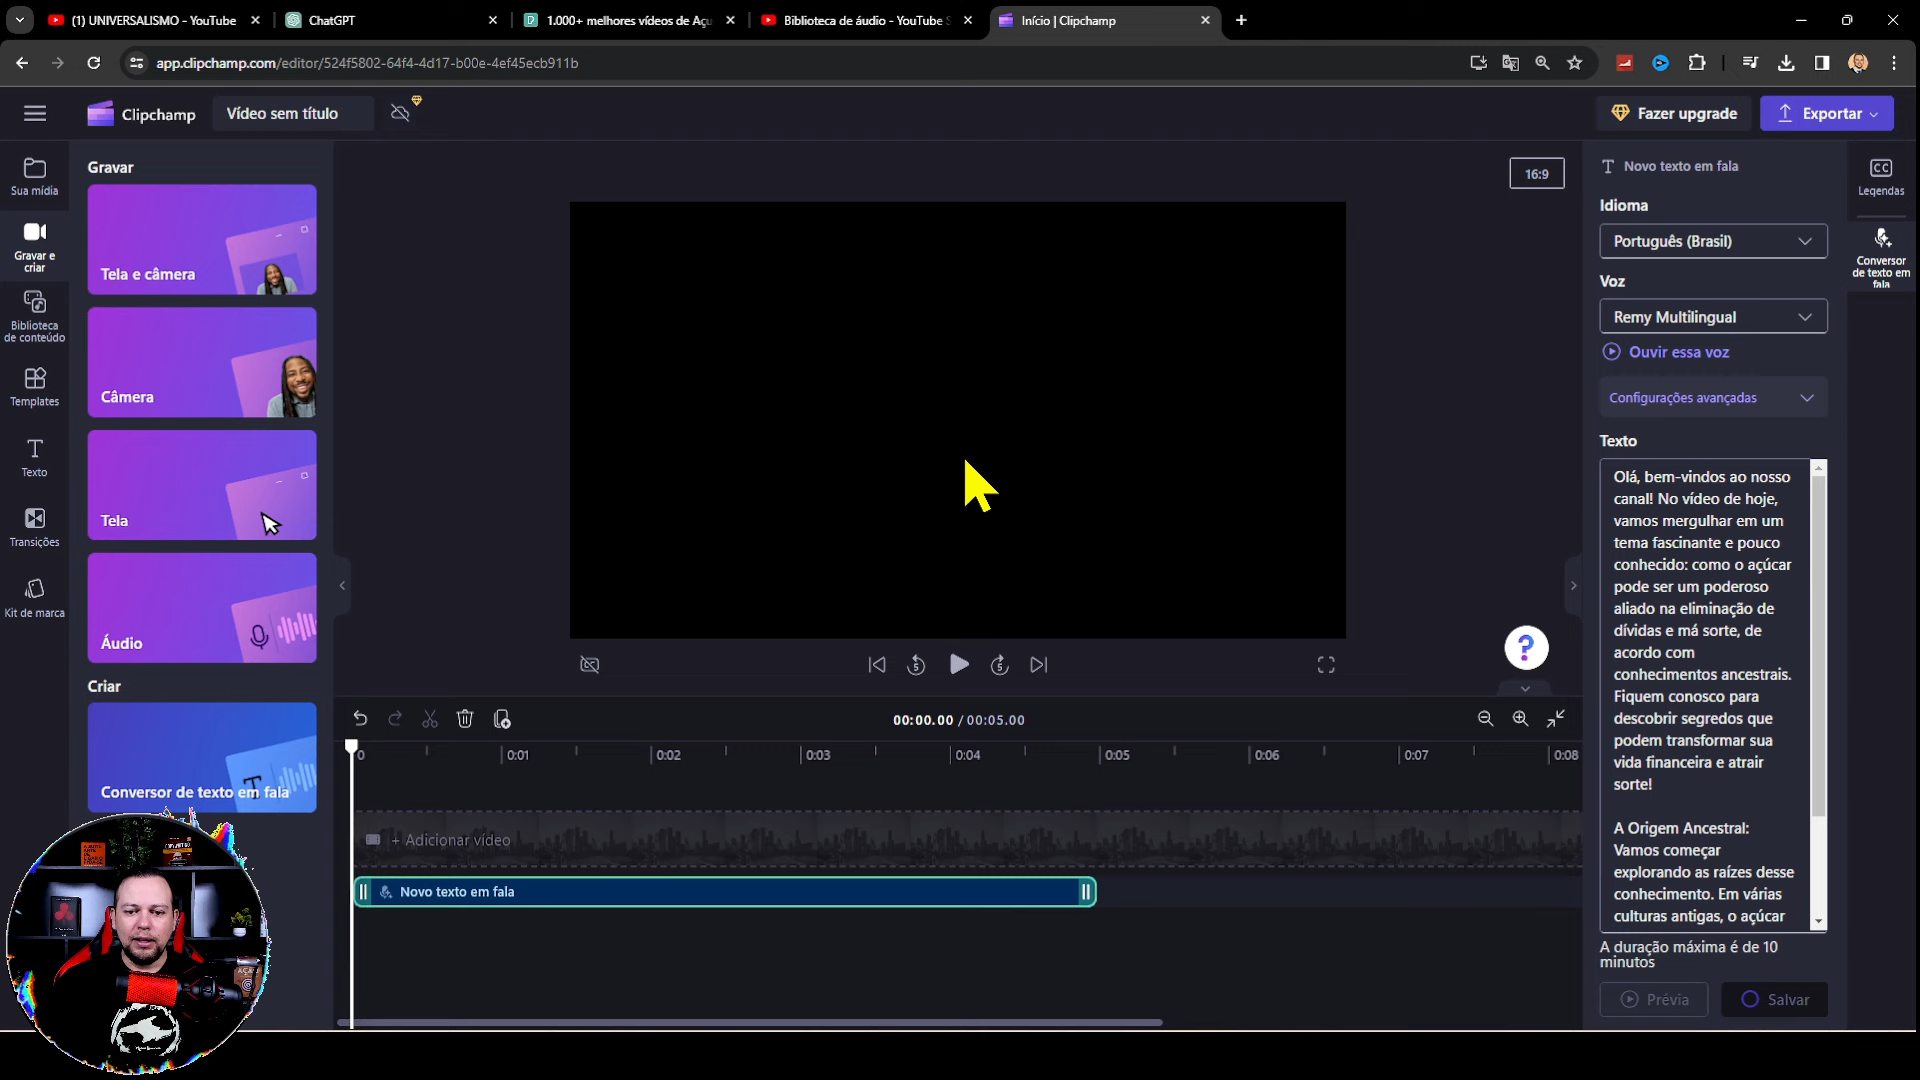 (1) UNIVERSALISMO - YouTube
ChatGPT
1.000+ melhores vídeos de Açu
Biblioteca de áudio - YouTube S
Início | Clipchamp
app.clipchamp.com/editor/524f5802-64f4-4d17-b00e-4ef45ecb911b
Clipchamp
Vídeo sem título
Fazer upgrade
Exportar
Sua mídia
Gravar e
criar
Biblioteca
de conteúdo
Templates
Texto
Transições
Kit de marca
Gravar
Tela e câmera
Câmera
Tela
Áudio
Criar
Conversor de texto em fala
16:9
00:00.00 / 00:05.00
0
0:01
0:02
0:03
0:04
0:05
0:06
0:07
0:08
+ Adicionar vídeo
Novo texto em fala
Novo texto em fala
Idioma
Português (Brasil)
Voz
Remy Multilingual
Ouvir essa voz
Configurações avançadas
Texto
Olá, bem-vindos ao nosso
canal! No vídeo de hoje,
vamos mergulhar em um
tema fascinante e pouco
conhecido: como o açúcar
pode ser um poderoso
aliado na eliminação de
dívidas e má sorte, de
acordo com
conhecimentos ancestrais.
Fiquem conosco para
descobrir segredos que
podem transformar sua
vida financeira e atrair
sorte!
A Origem Ancestral:
Vamos começar
explorando as raízes desse
conhecimento. Em várias
culturas antigas, o açúcar
A duração máxima é de 10
minutos
Prévia
Salvar
CC
Legendas
Conversor
de texto em
fala